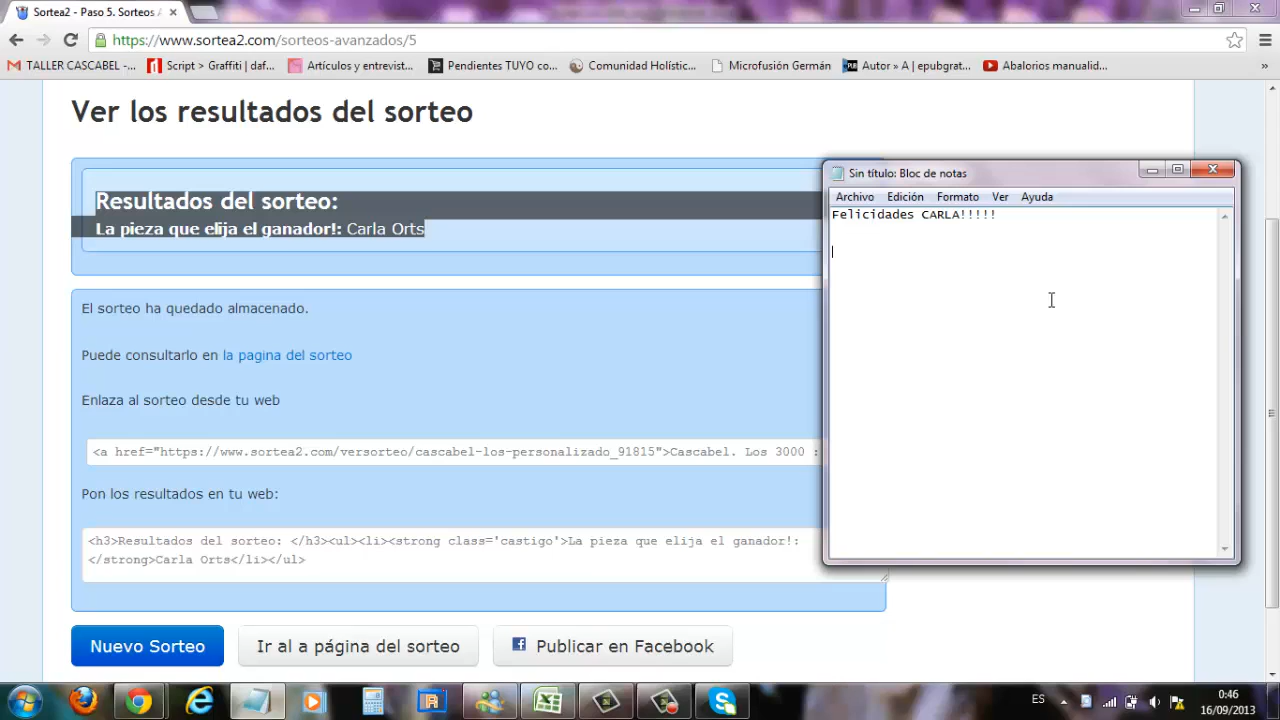 Sortea2 - Paso 5. Sorteos A
https://www.sortea2.com/sorteos-avanzados/5
TALLER CASCABEL -...
Script > Graffiti | daf...
Artículos y entrevist...
Pendientes TUYO co...
Comunidad Holístic...
Microfusión Germán
Autor » A | epubgrat...
Abalorios manualid...
»
Ver los resultados del sorteo
Resultados del sorteo:
La pieza que elija el ganador!: Carla Orts
El sorteo ha quedado almacenado.
Puede consultarlo en la pagina del sorteo
Enlaza al sorteo desde tu web
<a href="https://www.sortea2.com/versorteo/cascabel-los-personalizado_91815">Cascabel. Los 3000 :
Pon los resultados en tu web:
<h3>Resultados del sorteo: </h3><ul><li><strong class='castigo'>La pieza que elija el ganador!:
</strong>Carla Orts</li></ul>
Nuevo Sorteo
Ir al a página del sorteo
Publicar en Facebook
Sin título: Bloc de notas
Archivo Edición Formato Ver Ayuda
Felicidades CARLA!!!!!
ES
0:46
16/09/2013